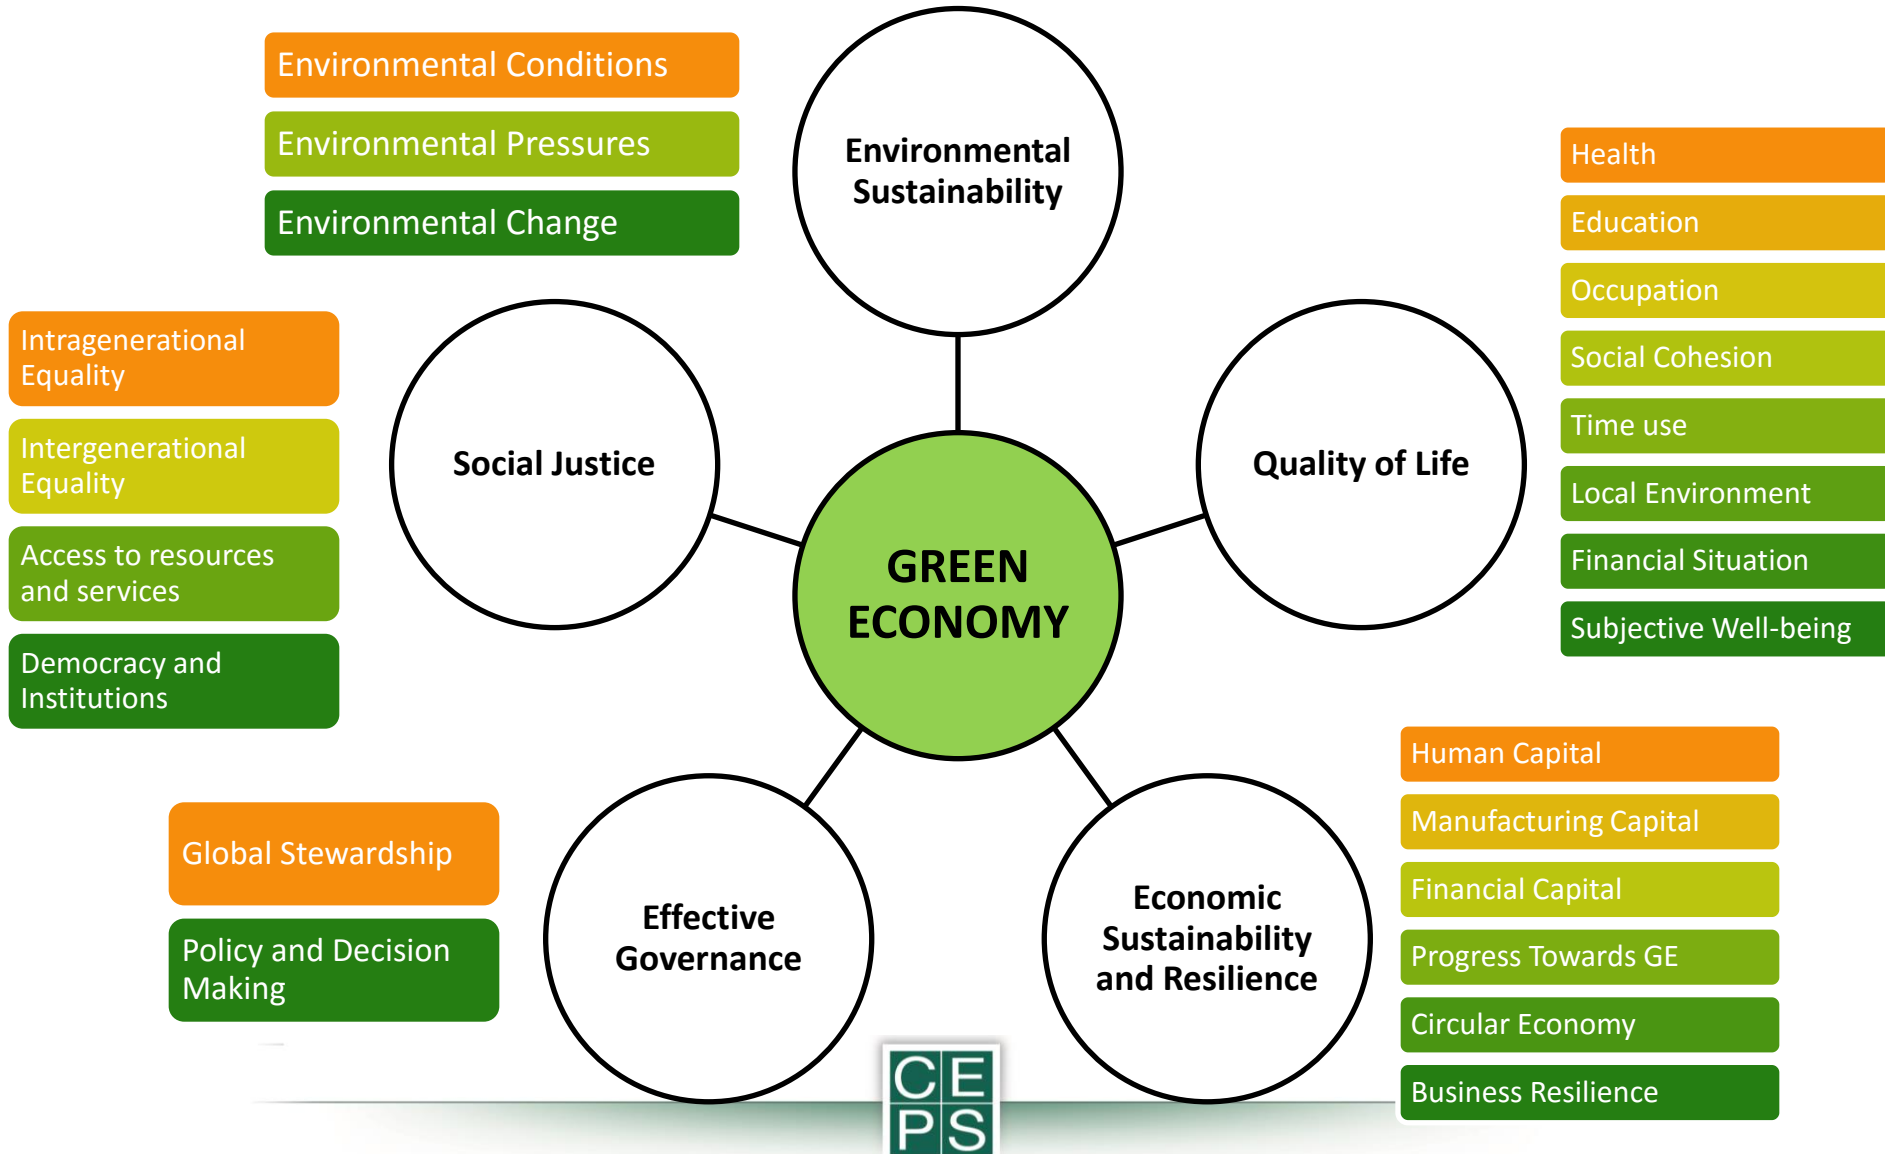 Environmental Conditions
Environmental Pressures
Environmental Change
Environmental
Sustainability
Health
Education
Occupation
Social Cohesion
Time use
Local Environment
Financial Situation
Subjective Well-being
Intragenerational
Equality
Intergenerational
Equality
Access to resources
and services
Democracy and
Institutions
Social Justice
Quality of Life
GREEN
ECONOMY
Global Stewardship
Policy and Decision
Making
Effective
Governance
Economic
Sustainability
and Resilience
Human Capital
Manufacturing Capital
Financial Capital
Progress Towards GE
Circular Economy
Business Resilience
CE
PS